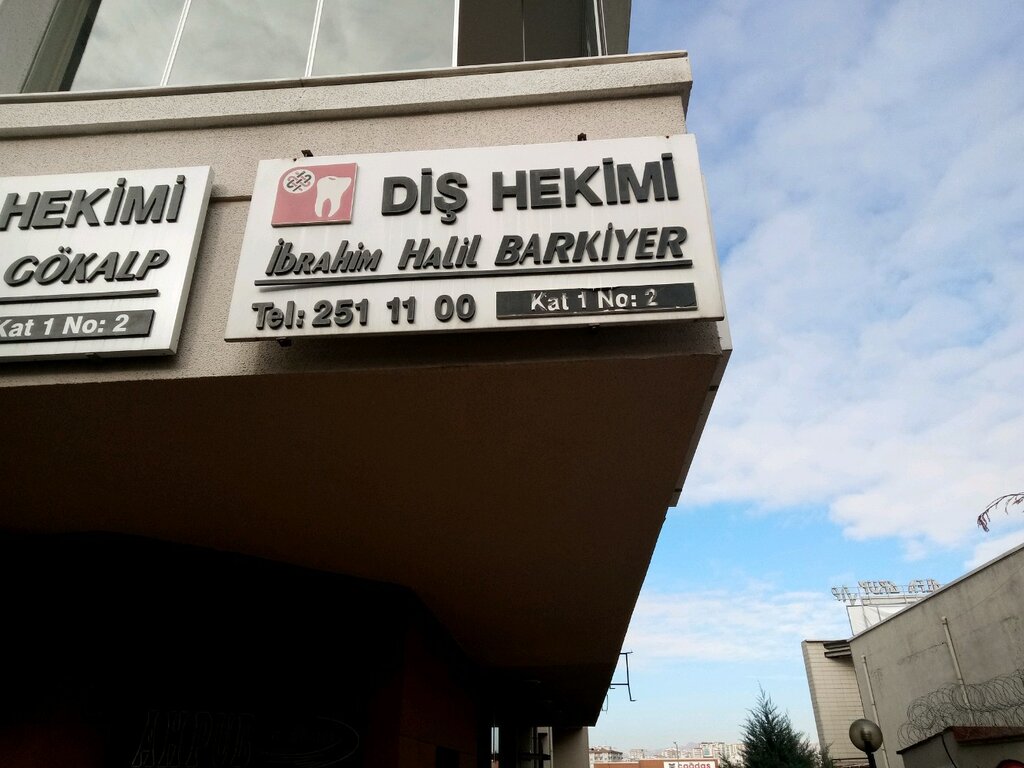 HEKİMİ
GÖKALP
Kat 1 No: 2
DİŞ HEKİMİ
İbrahim Halil BARKİYER
Tel: 251 11 00
Kat 1 No: 2
çağdaş